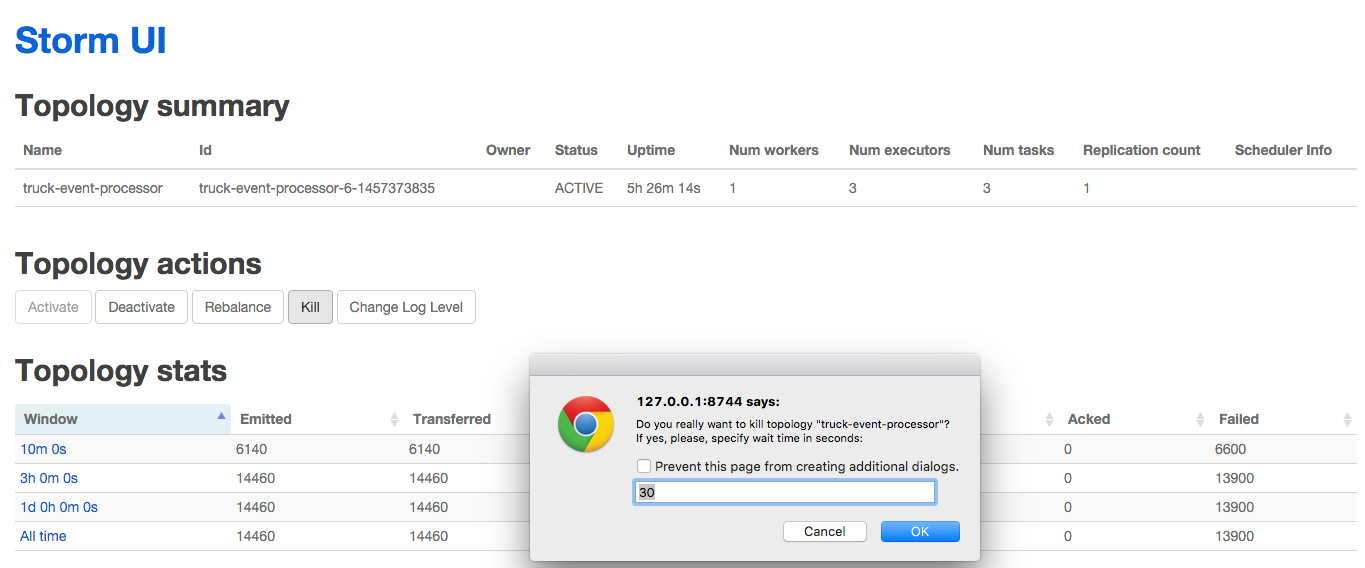 Storm UI
Topology summary
Name Id Owner Status Uptime Num workers Num executors Num tasks Replication count Scheduler Info
truck-event-processor truck-event-processor-6-1457373835 ACTIVE 5h 26m 14s 1 3 3 1
Topology actions
Activate Deactivate Rebalance Kill Change Log Level
Topology stats
Window Emitted Transferred Acked Failed
10m 0s 6140 6140 0 6600
3h 0m 0s 14460 14460 0 13900
1d 0h 0m 0s 14460 14460 0 13900
All time 14460 14460 0 13900
127.0.0.1:8744 says:
Do you really want to kill topology "truck-event-processor"?
If yes, please, specify wait time in seconds:
Prevent this page from creating additional dialogs.
30
Cancel OK